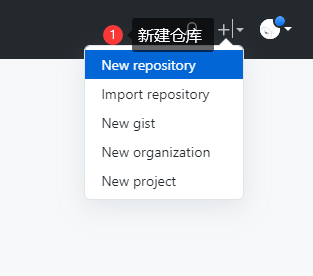 1 新建仓库
New repository
Import repository
New gist
New organization
New project